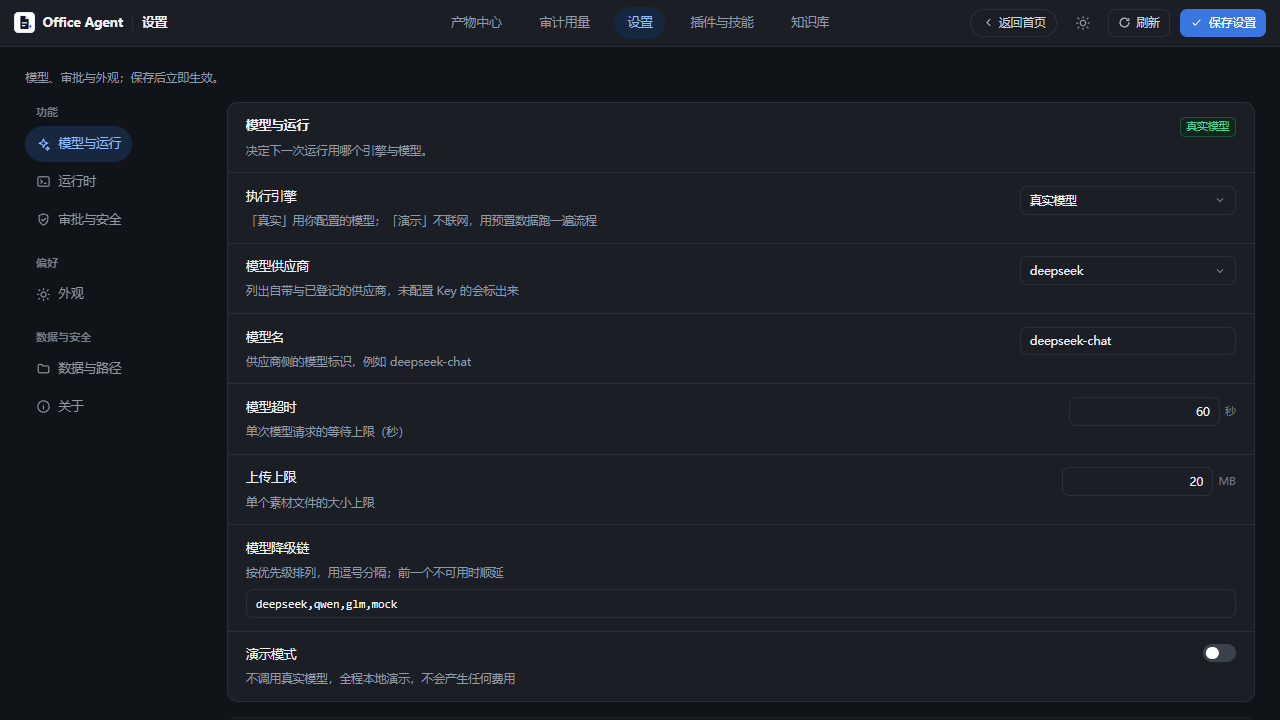 Office Agent 设置 产物中心 审计用量 设置 插件与技能 知识库 返回首页 刷新 保存设置
模型、审批与外观；保存后立即生效。
功能
模型与运行
运行时
审批与安全
偏好
外观
数据与安全
数据与路径
关于
模型与运行 真实模型
决定下一次运行用哪个引擎与模型。
执行引擎 真实模型
「真实」用你配置的模型；「演示」不联网，用预置数据跑一遍流程
模型供应商 deepseek
列出自带与已登记的供应商，未配置 Key 的会标出来
模型名 deepseek-chat
供应商侧的模型标识，例如 deepseek-chat
模型超时 60 秒
单次模型请求的等待上限（秒）
上传上限 20 MB
单个素材文件的大小上限
模型降级链
按优先级排列，用逗号分隔；前一个不可用时顺延
deepseek,qwen,glm,mock
演示模式
不调用真实模型，全程本地演示，不会产生任何费用